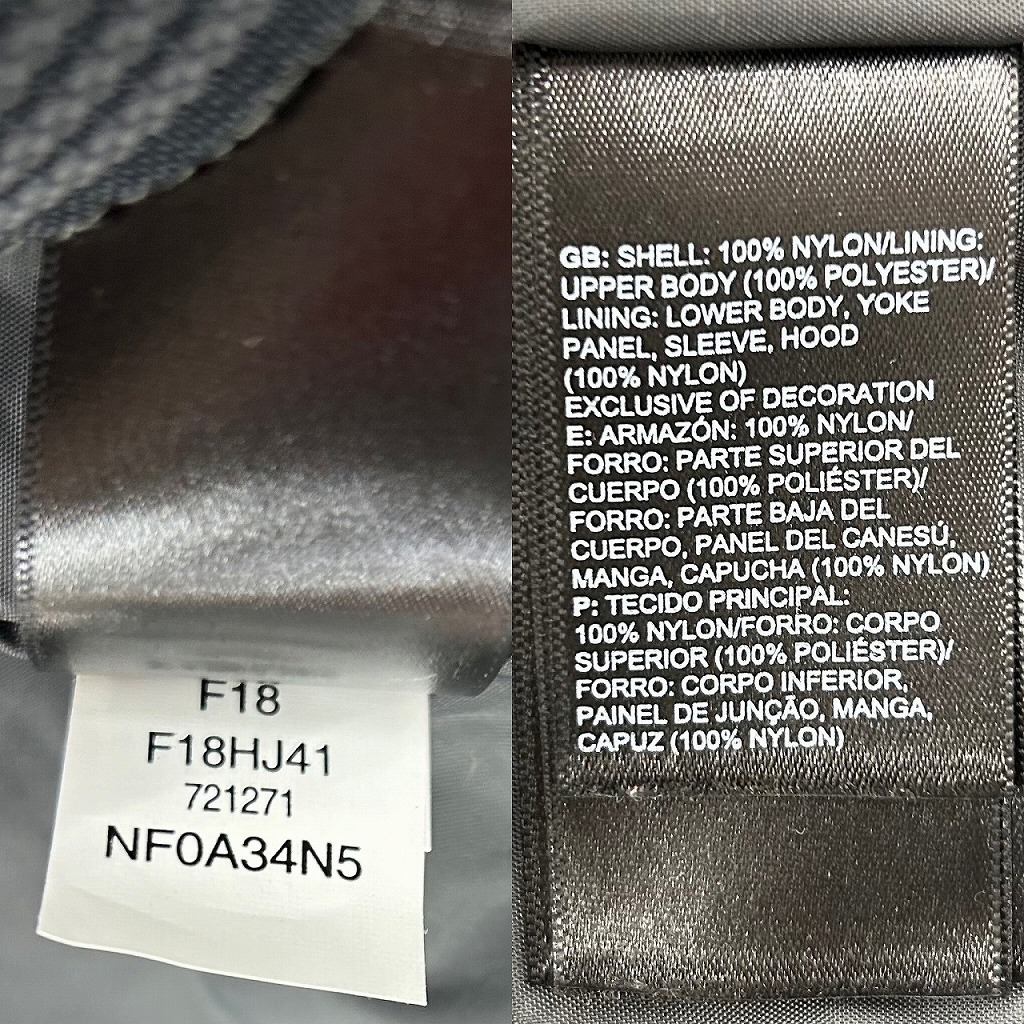 F18
F18HJ41
721271
NF0A34N5
GB: SHELL: 100% NYLON/LINING:
UPPER BODY (100% POLYESTER)/
LINING: LOWER BODY, YOKE
PANEL, SLEEVE, HOOD
(100% NYLON)
EXCLUSIVE OF DECORATION
E: ARMAZÓN: 100% NYLON/
FORRO: PARTE SUPERIOR DEL
CUERPO (100% POLIÉSTER)/
FORRO: PARTE BAJA DEL
CUERPO, PANEL DEL CANESÚ,
MANGA, CAPUCHA (100% NYLON)
P: TECIDO PRINCIPAL:
100% NYLON/FORRO: CORPO
SUPERIOR (100% POLIÉSTER)/
FORRO: CORPO INFERIOR,
PAINEL DE JUNÇÃO, MANGA,
CAPUZ (100% NYLON)